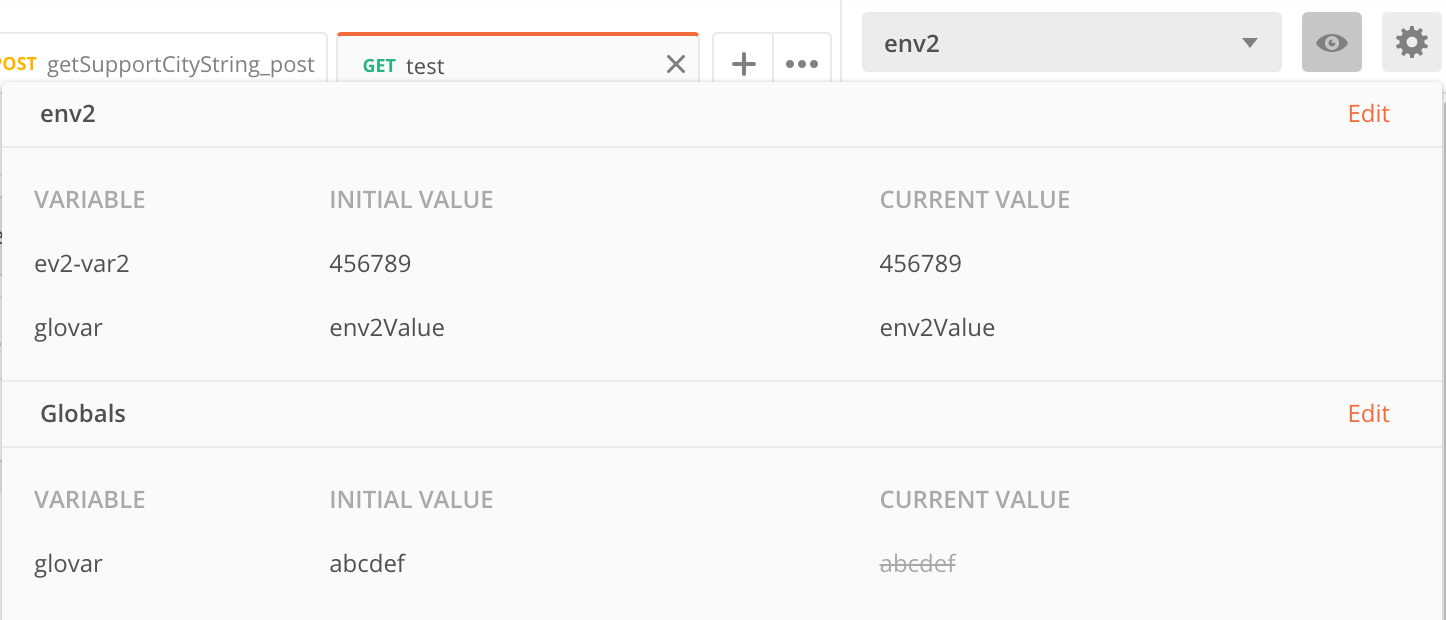 OST getSupportCityString_post GET test env2
env2 Edit
VARIABLE INITIAL VALUE CURRENT VALUE
ev2-var2 456789 456789
glovar env2Value env2Value
Globals Edit
VARIABLE INITIAL VALUE CURRENT VALUE
glovar abcdef abcdef